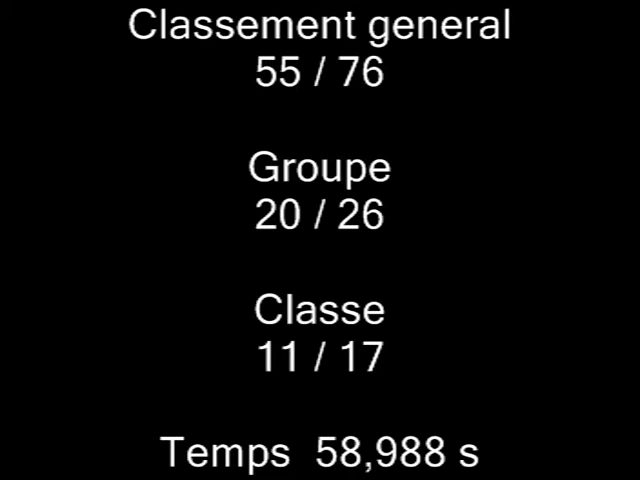 Classement general
55 / 76
Groupe
20 / 26
Classe
11 / 17
Temps  58,988 s